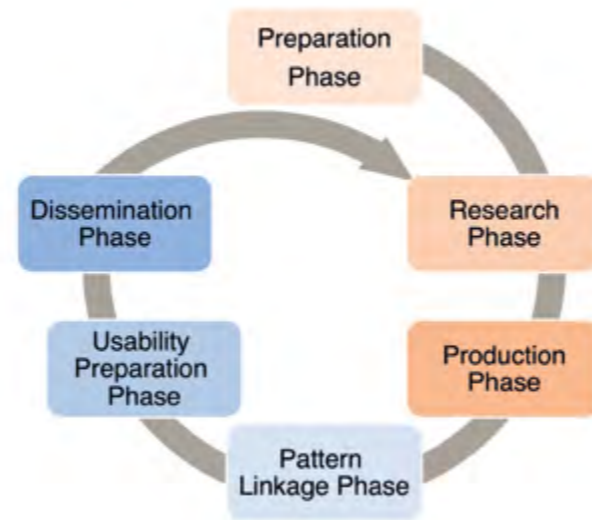 Preparation
Phase
Research
Phase
Production
Phase
Pattern
Linkage Phase
Usability
Preparation
Phase
Dissemination
Phase